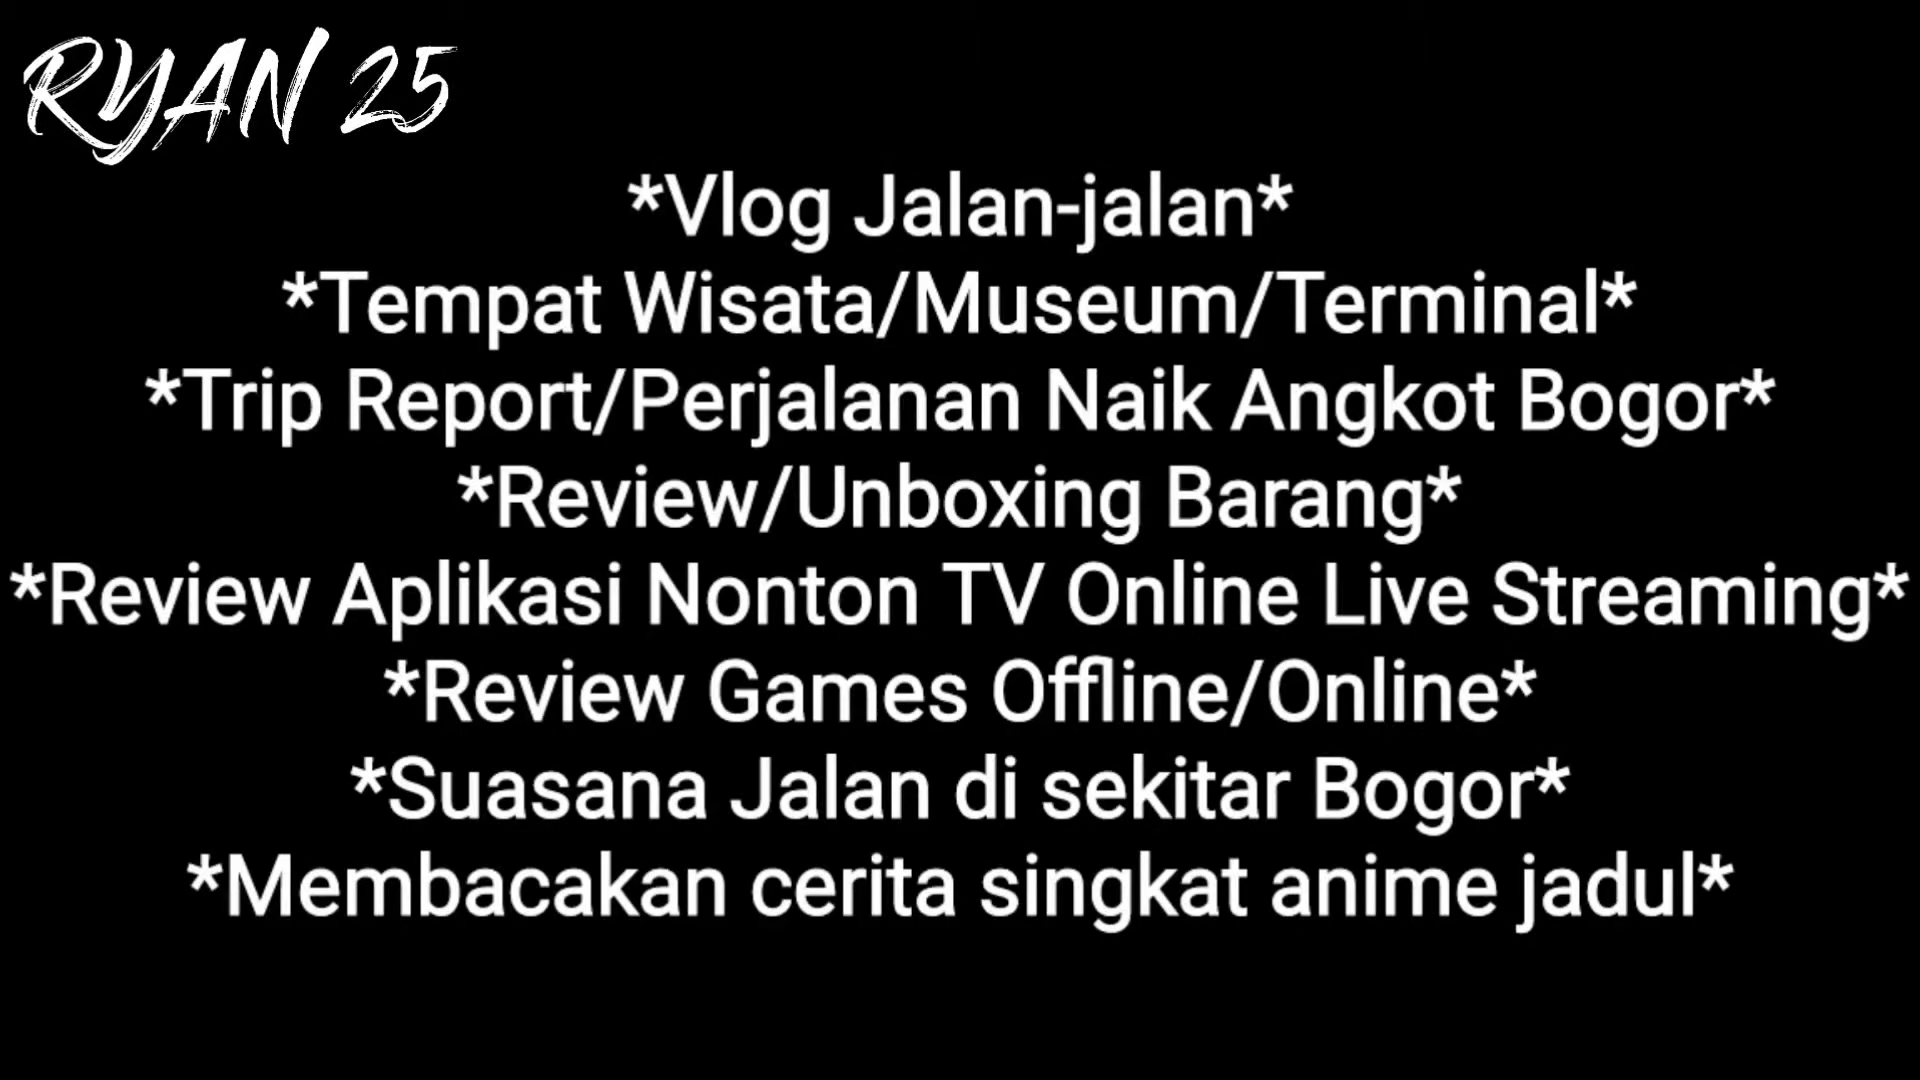 RYAN 25
*Vlog Jalan-jalan*
*Tempat Wisata/Museum/Terminal*
*Trip Report/Perjalanan Naik Angkot Bogor*
*Review/Unboxing Barang*
*Review Aplikasi Nonton TV Online Live Streaming*
*Review Games Offline/Online*
*Suasana Jalan di sekitar Bogor*
*Membacakan cerita singkat anime jadul*